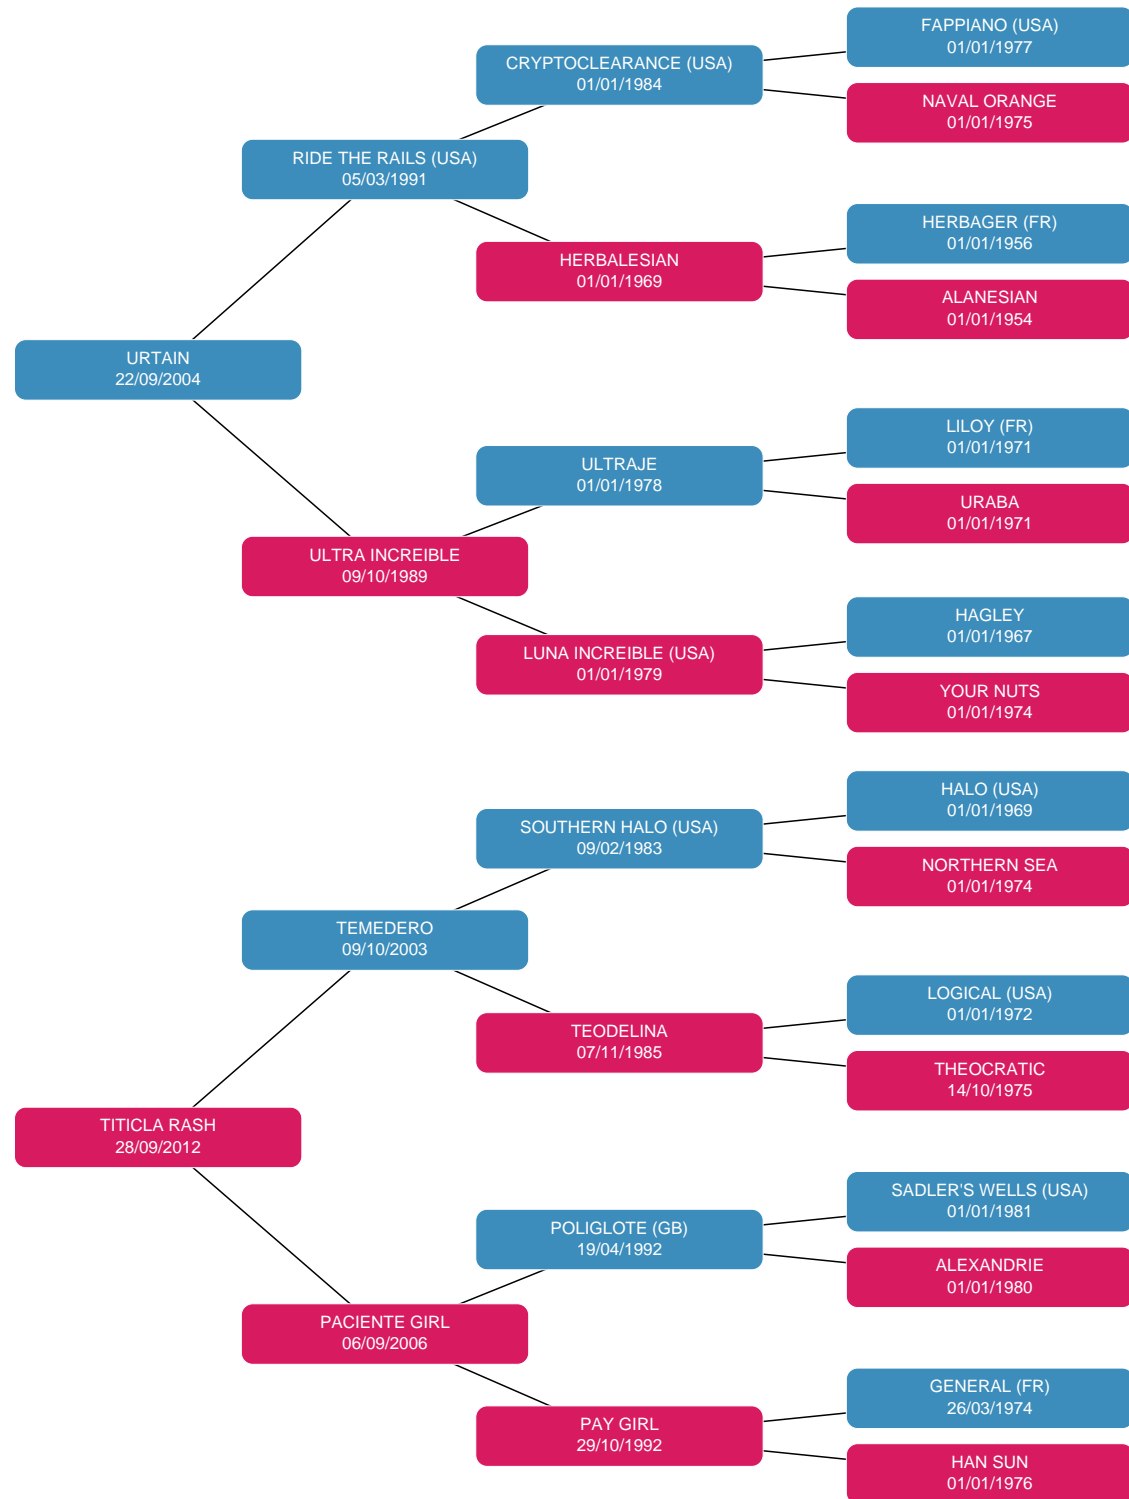 FAPPIANO (USA)
01/01/1977
CRYPTOCLEARANCE (USA)
01/01/1984
NAVAL ORANGE
01/01/1975
RIDE THE RAILS (USA)
05/03/1991
HERBAGER (FR)
01/01/1956
HERBALESIAN
01/01/1969
ALANESIAN
01/01/1954
URTAIN
22/09/2004
LILOY (FR)
01/01/1971
ULTRAJE
01/01/1978
URABA
01/01/1971
ULTRA INCREIBLE
09/10/1989
HAGLEY
01/01/1967
LUNA INCREIBLE (USA)
01/01/1979
YOUR NUTS
01/01/1974
HALO (USA)
01/01/1969
SOUTHERN HALO (USA)
09/02/1983
NORTHERN SEA
01/01/1974
TEMEDERO
09/10/2003
LOGICAL (USA)
01/01/1972
TEODELINA
07/11/1985
THEOCRATIC
14/10/1975
TITICLA RASH
28/09/2012
SADLER'S WELLS (USA)
01/01/1981
POLIGLOTE (GB)
19/04/1992
ALEXANDRIE
01/01/1980
PACIENTE GIRL
06/09/2006
GENERAL (FR)
26/03/1974
PAY GIRL
29/10/1992
HAN SUN
01/01/1976